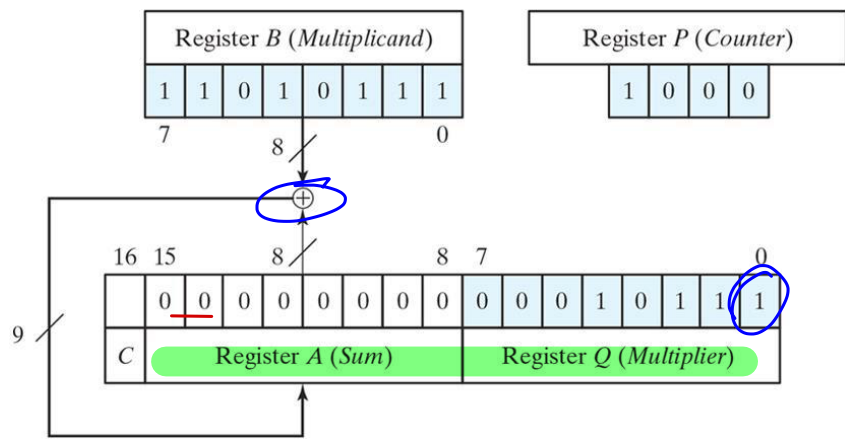 Register B (Multiplicand)
Register P (Counter)
1 1 0 1 0 1 1 1
1 0 0 0
7 0
8
16 15 8 8 7 0
0 0 0 0 0 0 0 0 0 0 0 1 0 1 1 1
9
C Register A (Sum) Register Q (Multiplier)